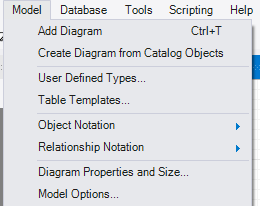 Model Database Tools Scripting Help
Add Diagram Ctrl+T
Create Diagram from Catalog Objects
User Defined Types...
Table Templates...
Object Notation
Relationship Notation
Diagram Properties and Size...
Model Options...